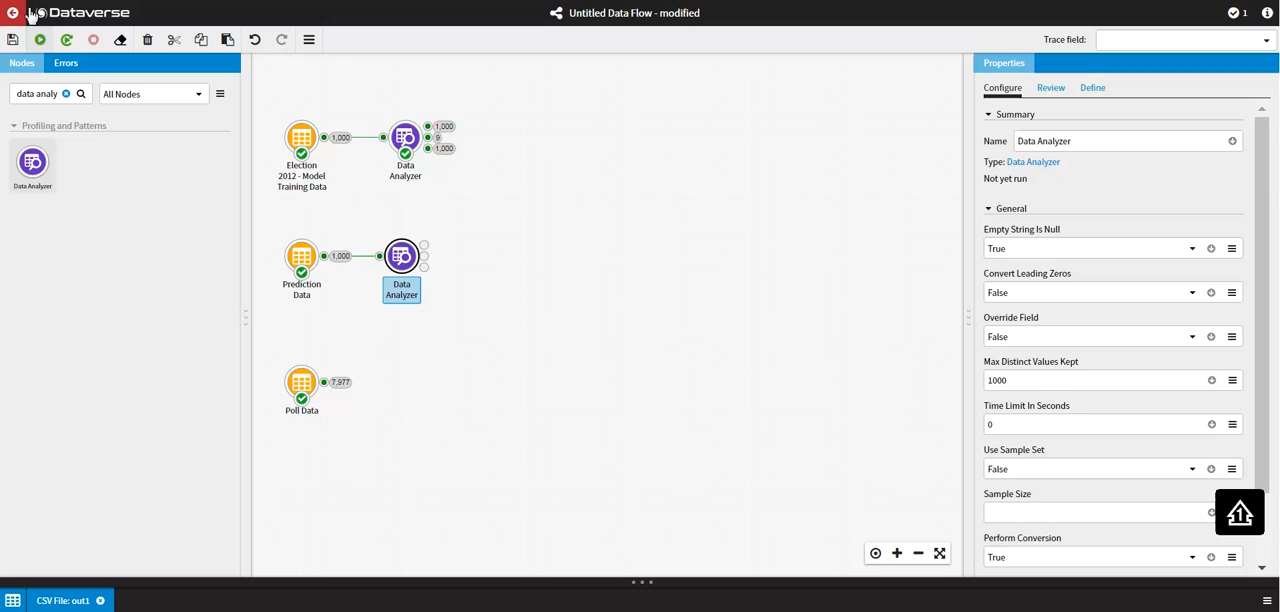 Dataverse
Untitled Data Flow - modified
1
Trace field:
Nodes
Errors
data analy
All Nodes
Profiling and Patterns
Data Analyzer
1,000
1,000
9
1,000
Election
2012 - Model
Training Data
Data
Analyzer
1,000
Prediction
Data
Data
Analyzer
7,977
Poll Data
Properties
Configure
Review
Define
Summary
Name
Data Analyzer
Type: Data Analyzer
Not yet run
General
Empty String Is Null
True
Convert Leading Zeros
False
Override Field
False
Max Distinct Values Kept
1000
Time Limit In Seconds
0
Use Sample Set
False
Sample Size
Perform Conversion
True
CSV File: out1